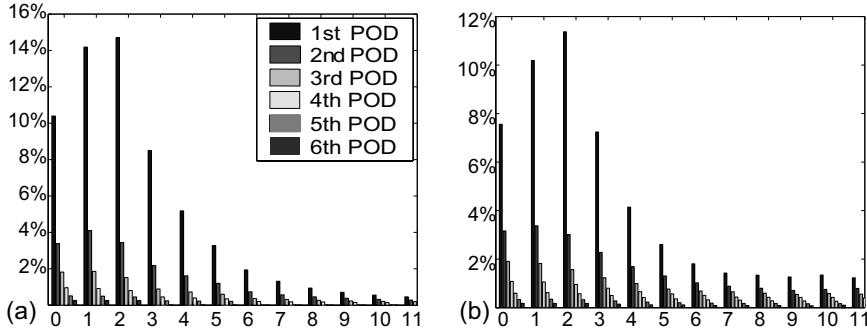 16%
14%
12%
10%
8%
6%
4%
2%
1st POD
2nd POD
3rd POD
4th POD
5th POD
6th POD
(a) 0 1 2 3 4 5 6 7 8 9 10 11
12%
10%
8%
6%
4%
2%
(b) 0 1 2 3 4 5 6 7 8 9 10 11